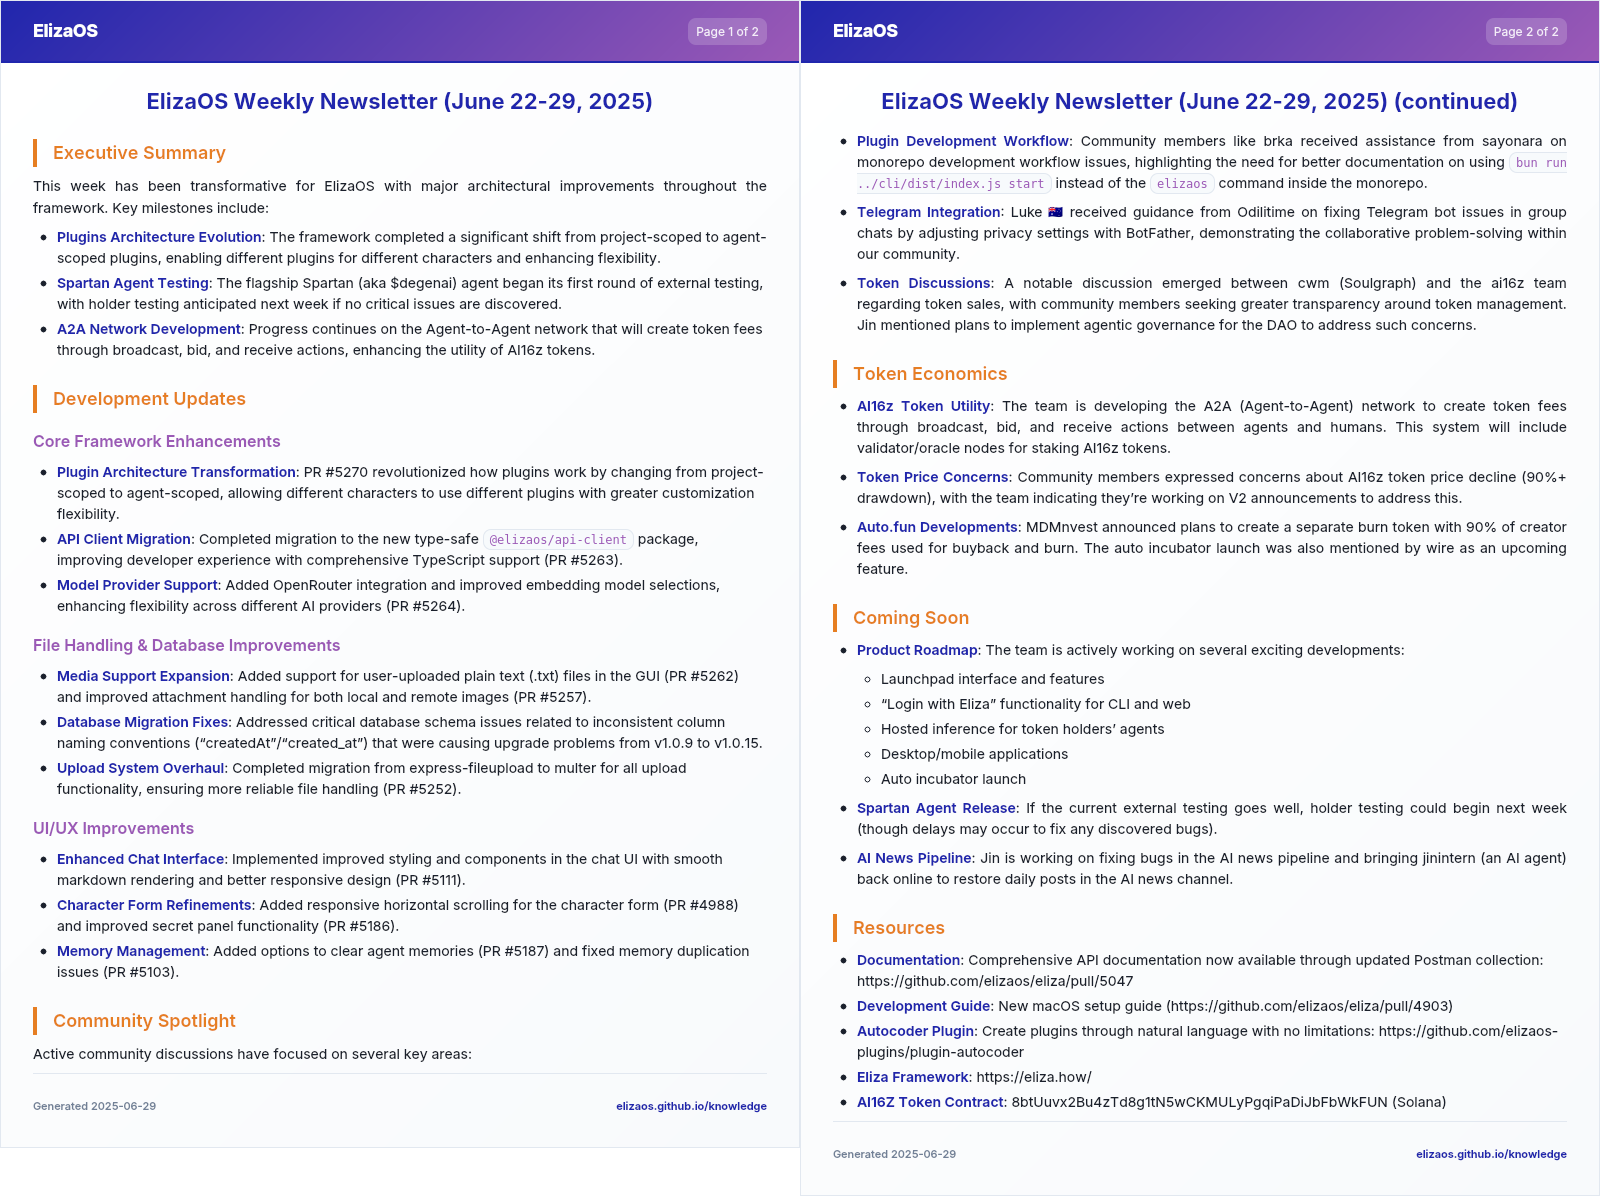 ElizaOS
Page 1 of 2
ElizaOS Weekly Newsletter (June 22-29, 2025)
Executive Summary
This week has been transformative for ElizaOS with major architectural improvements throughout the
framework. Key milestones include:
• Plugins Architecture Evolution: The framework completed a significant shift from project-scoped to agent-
scoped plugins, enabling different plugins for different characters and enhancing flexibility.
• Spartan Agent Testing: The flagship Spartan (aka $degenai) agent began its first round of external testing,
with holder testing anticipated next week if no critical issues are discovered.
• A2A Network Development: Progress continues on the Agent-to-Agent network that will create token fees
through broadcast, bid, and receive actions, enhancing the utility of AI16z tokens.
Development Updates
Core Framework Enhancements
• Plugin Architecture Transformation: PR #5270 revolutionized how plugins work by changing from project-
scoped to agent-scoped, allowing different characters to use different plugins with greater customization
flexibility.
• API Client Migration: Completed migration to the new type-safe @elizaos/api-client package,
improving developer experience with comprehensive TypeScript support (PR #5263).
• Model Provider Support: Added OpenRouter integration and improved embedding model selections,
enhancing flexibility across different AI providers (PR #5264).
File Handling & Database Improvements
• Media Support Expansion: Added support for user-uploaded plain text (.txt) files in the GUI (PR #5262)
and improved attachment handling for both local and remote images (PR #5257).
• Database Migration Fixes: Addressed critical database schema issues related to inconsistent column
naming conventions (“createdAt”/“created_at”) that were causing upgrade problems from v1.0.9 to v1.0.15.
• Upload System Overhaul: Completed migration from express-fileupload to multer for all upload
functionality, ensuring more reliable file handling (PR #5252).
UI/UX Improvements
• Enhanced Chat Interface: Implemented improved styling and components in the chat UI with smooth
markdown rendering and better responsive design (PR #5111).
• Character Form Refinements: Added responsive horizontal scrolling for the character form (PR #4988)
and improved secret panel functionality (PR #5186).
• Memory Management: Added options to clear agent memories (PR #5187) and fixed memory duplication
issues (PR #5103).
Community Spotlight
Active community discussions have focused on several key areas:
Generated 2025-06-29
elizaos.github.io/knowledge
ElizaOS
Page 2 of 2
ElizaOS Weekly Newsletter (June 22-29, 2025) (continued)
• Plugin Development Workflow: Community members like brka received assistance from sayonara on
monorepo development workflow issues, highlighting the need for better documentation on using bun run
../cli/dist/index.js start instead of the elizaos command inside the monorepo.
• Telegram Integration: Luke 🇦🇺 received guidance from Odilitime on fixing Telegram bot issues in group
chats by adjusting privacy settings with BotFather, demonstrating the collaborative problem-solving within
our community.
• Token Discussions: A notable discussion emerged between cwm (Soulgraph) and the ai16z team
regarding token sales, with community members seeking greater transparency around token management.
Jin mentioned plans to implement agentic governance for the DAO to address such concerns.
Token Economics
• AI16z Token Utility: The team is developing the A2A (Agent-to-Agent) network to create token fees
through broadcast, bid, and receive actions between agents and humans. This system will include
validator/oracle nodes for staking AI16z tokens.
• Token Price Concerns: Community members expressed concerns about AI16z token price decline (90%+
drawdown), with the team indicating they’re working on V2 announcements to address this.
• Auto.fun Developments: MDMnvest announced plans to create a separate burn token with 90% of creator
fees used for buyback and burn. The auto incubator launch was also mentioned by wire as an upcoming
feature.
Coming Soon
• Product Roadmap: The team is actively working on several exciting developments:
◦ Launchpad interface and features
◦ “Login with Eliza” functionality for CLI and web
◦ Hosted inference for token holders’ agents
◦ Desktop/mobile applications
◦ Auto incubator launch
• Spartan Agent Release: If the current external testing goes well, holder testing could begin next week
(though delays may occur to fix any discovered bugs).
• AI News Pipeline: Jin is working on fixing bugs in the AI news pipeline and bringing jinintern (an AI agent)
back online to restore daily posts in the AI news channel.
Resources
• Documentation: Comprehensive API documentation now available through updated Postman collection:
https://github.com/elizaos/eliza/pull/5047
• Development Guide: New macOS setup guide (https://github.com/elizaos/eliza/pull/4903)
• Autocoder Plugin: Create plugins through natural language with no limitations: https://github.com/elizaos-
plugins/plugin-autocoder
• Eliza Framework: https://eliza.how/
• AI16Z Token Contract: 8btUuvx2Bu4zTd8g1tN5wCKMULyPgqiPaDiJbFbWkFUN (Solana)
Generated 2025-06-29
elizaos.github.io/knowledge